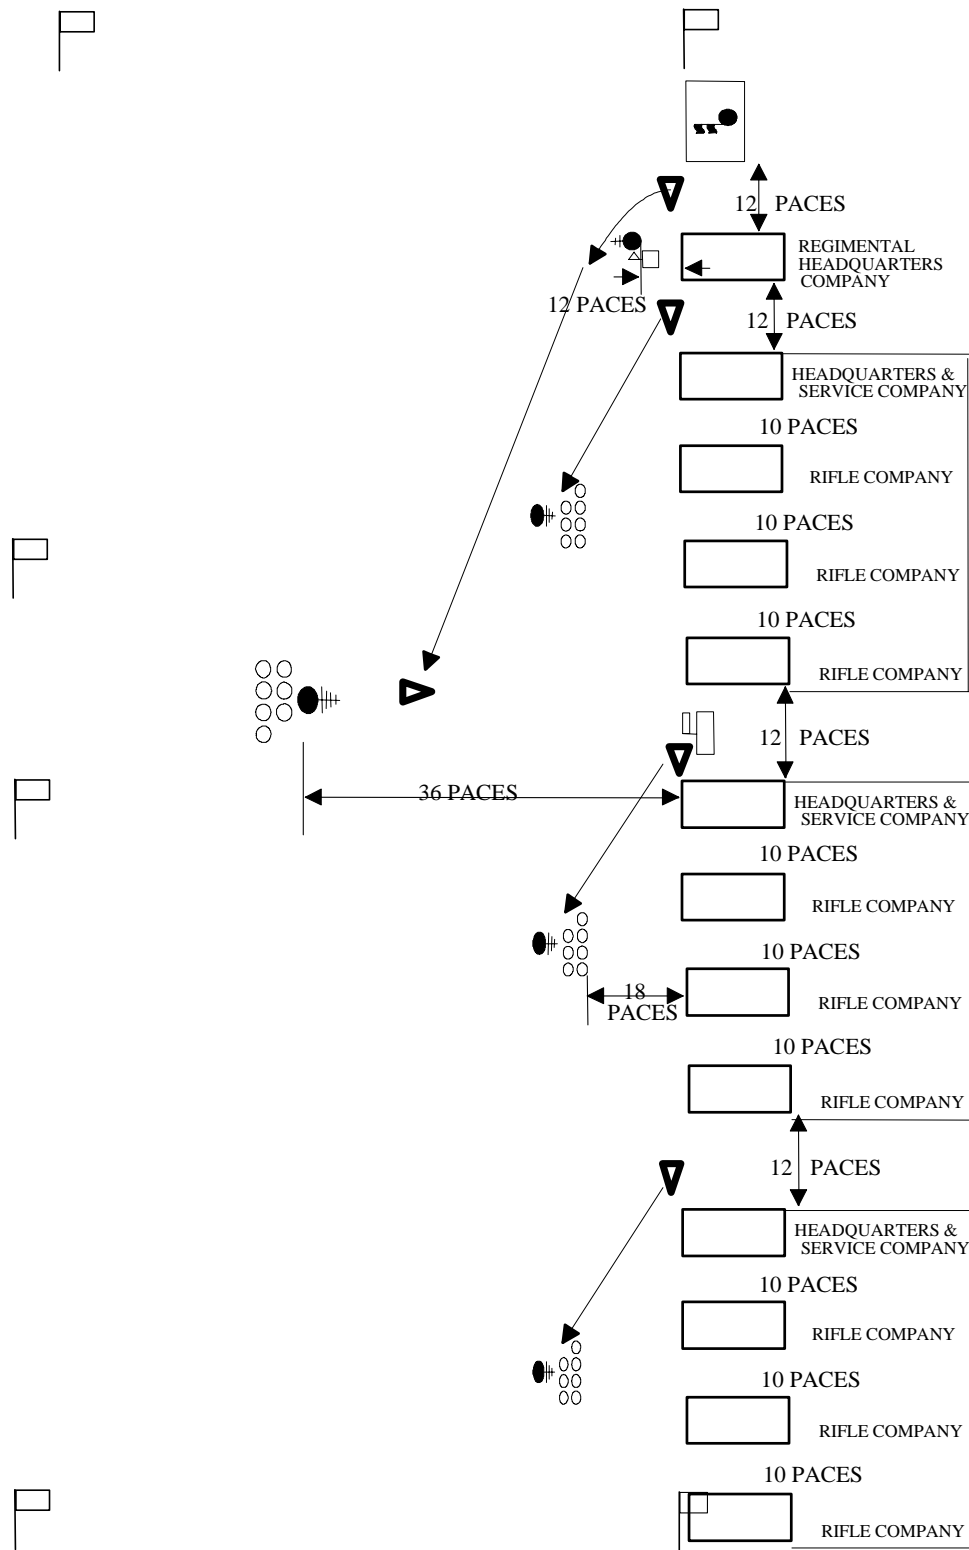 12 PACES
REGIMENTAL
HEADQUARTERS
COMPANY
12 PACES
12 PACES
HEADQUARTERS &
SERVICE COMPANY
10 PACES
RIFLE COMPANY
10 PACES
RIFLE COMPANY
10 PACES
RIFLE COMPANY
12 PACES
36 PACES
HEADQUARTERS &
SERVICE COMPANY
10 PACES
RIFLE COMPANY
10 PACES
18
PACES
RIFLE COMPANY
10 PACES
RIFLE COMPANY
12 PACES
HEADQUARTERS &
SERVICE COMPANY
10 PACES
RIFLE COMPANY
10 PACES
RIFLE COMPANY
10 PACES
RIFLE COMPANY